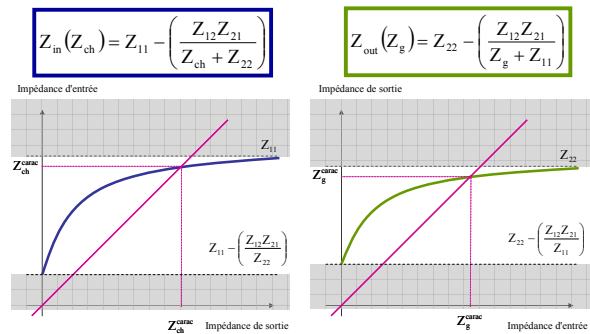 Z_in (Z_ch) = Z_11 − (Z_12 Z_21 / (Z_ch + Z_22))
Z_out (Z_g) = Z_22 − (Z_12 Z_21 / (Z_g + Z_11))
Impédance d'entrée
Impédance de sortie
Z_11
Z_ch^carac
Z_11 − (Z_12 Z_21 / Z_22)
Z_ch^carac
Impédance de sortie
Z_22
Z_g^carac
Z_22 − (Z_12 Z_21 / Z_11)
Z_g^carac
Impédance d'entrée